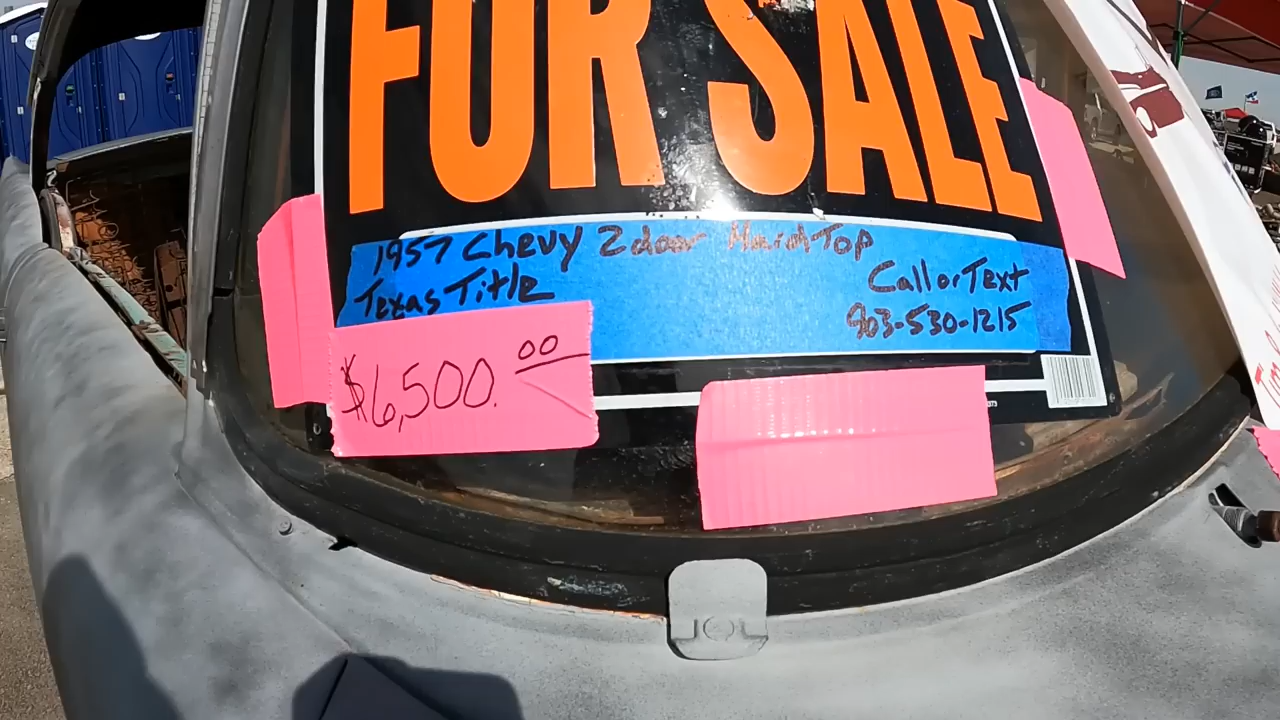 FOR SALE
1957 Chevy 2door HardTop
Texas Title
Call or Text
903-530-1215
$6,500.00